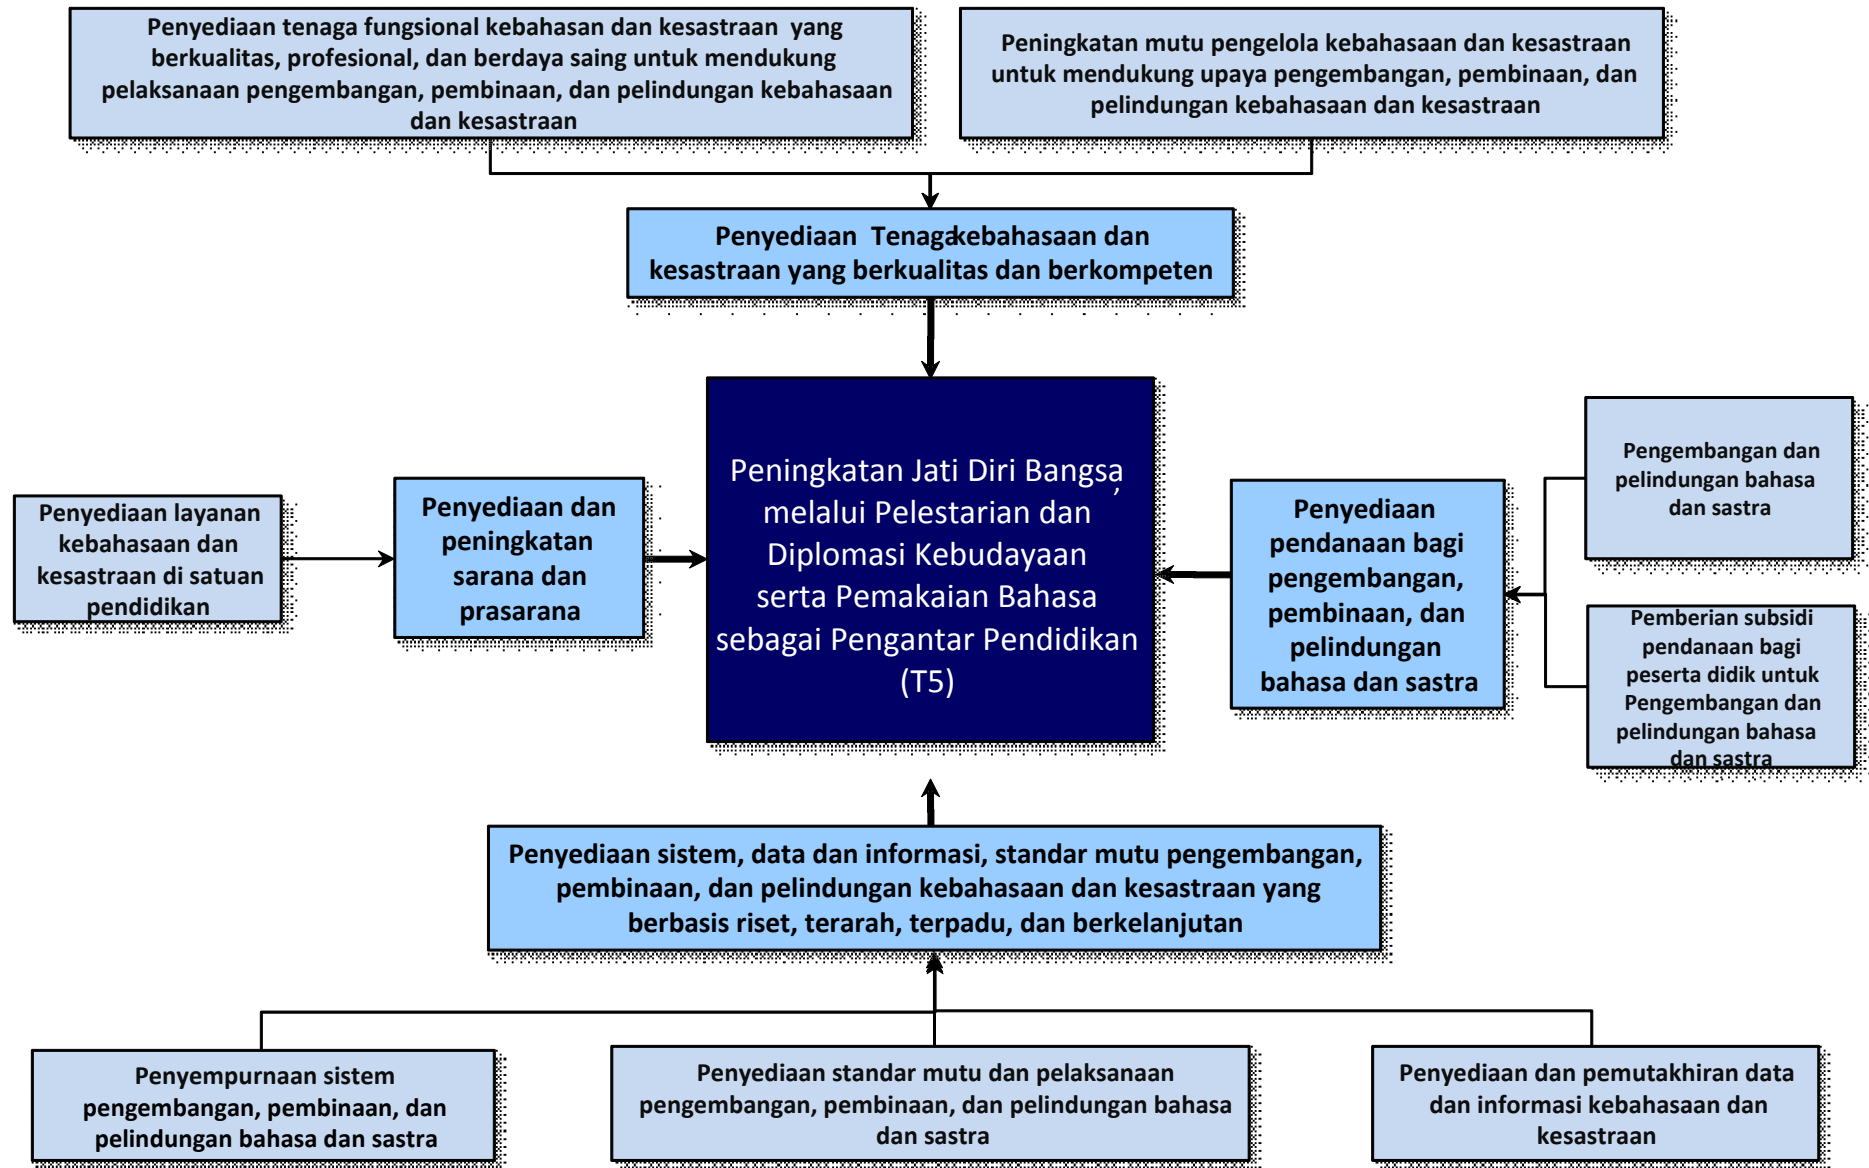 Penyediaan tenaga fungsional kebahasan dan kesastraan yang
berkualitas, profesional, dan berdaya saing untuk mendukung
pelaksanaan pengembangan, pembinaan, dan pelindungan kebahasaan
dan kesastraan
Peningkatan mutu pengelola kebahasaan dan kesastraan
untuk mendukung upaya pengembangan, pembinaan, dan
pelindungan kebahasaan dan kesastraan
Penyediaan Tenagakebahasaan dan
kesastraan yang berkualitas dan berkompeten
Penyediaan layanan
kebahasaan dan
kesastraan di satuan
pendidikan
Penyediaan dan
peningkatan
sarana dan
prasarana
Peningkatan Jati Diri Bangsa,
melalui Pelestarian dan
Diplomasi Kebudayaan
serta Pemakaian Bahasa
sebagai Pengantar Pendidikan
(T5)
Penyediaan
pendanaan bagi
pengembangan,
pembinaan, dan
pelindungan
bahasa dan sastra
Pengembangan dan
pelindungan bahasa
dan sastra
Pemberian subsidi
pendanaan bagi
peserta didik untuk
Pengembangan dan
pelindungan bahasa
dan sastra
Penyediaan sistem, data dan informasi, standar mutu pengembangan,
pembinaan, dan pelindungan kebahasaan dan kesastraan yang
berbasis riset, terarah, terpadu, dan berkelanjutan
Penyempurnaan sistem
pengembangan, pembinaan, dan
pelindungan bahasa dan sastra
Penyediaan standar mutu dan pelaksanaan
pengembangan, pembinaan, dan pelindungan bahasa
dan sastra
Penyediaan dan pemutakhiran data
dan informasi kebahasaan dan
kesastraan